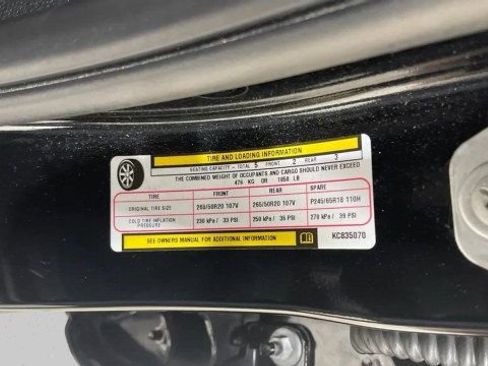 TIRE AND LOADING INFORMATION
SEATING CAPACITY - TOTAL 5 FRONT 2 REAR 3
THE COMBINED WEIGHT OF OCCUPANTS AND CARGO SHOULD NEVER EXCEED
476 KG OR 1050 LB
TIRE FRONT REAR SPARE
ORIGINAL TIRE SIZE 265/50R20 107V 265/50R20 107V P245/65R18 110H
COLD TIRE INFLATION PRESSURE 230 kPa / 33 PSI 250 kPa / 36 PSI 270 kPa / 39 PSI
SEE OWNERS MANUAL FOR ADDITIONAL INFORMATION KC835070